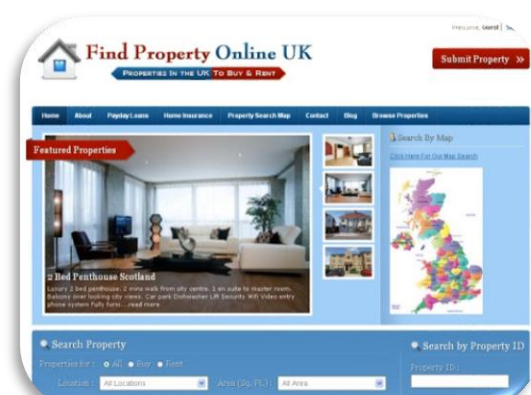 Welcome, Guest
Find Property Online UK
PROPERTIES IN THE UK TO BUY & RENT
Submit Property »
Home About Payday Loans Home Insurance Property Search Map Contact Blog Browse Properties
Featured Properties
Search By Map
Click Here For Our Map Search
2 Bed Penthouse Scotland
Luxury 2 bed penthouse. 2 mins walk from city centre. 1 en suite to master room.
Balcony over looking city views. Car park Dishwasher Lift Security Wifi Video entry
phone system Fully furni...read more
Search Property
Properties for : All Buy Rent
Location : All Locations Area (Sq. Ft.) : All Area
Search by Property ID
Property ID :